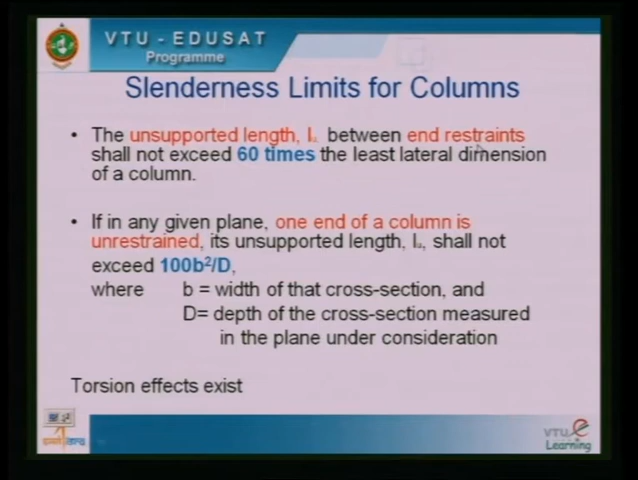 VTU - EDUSAT
Programme
Slenderness Limits for Columns
• The unsupported length, l between end restraints
shall not exceed 60 times the least lateral dimension
of a column.
• If in any given plane, one end of a column is
unrestrained, its unsupported length, l, shall not
exceed 100b²/D,
where b = width of that cross-section, and
D= depth of the cross-section measured
in the plane under consideration
Torsion effects exist
VTU e
Learning